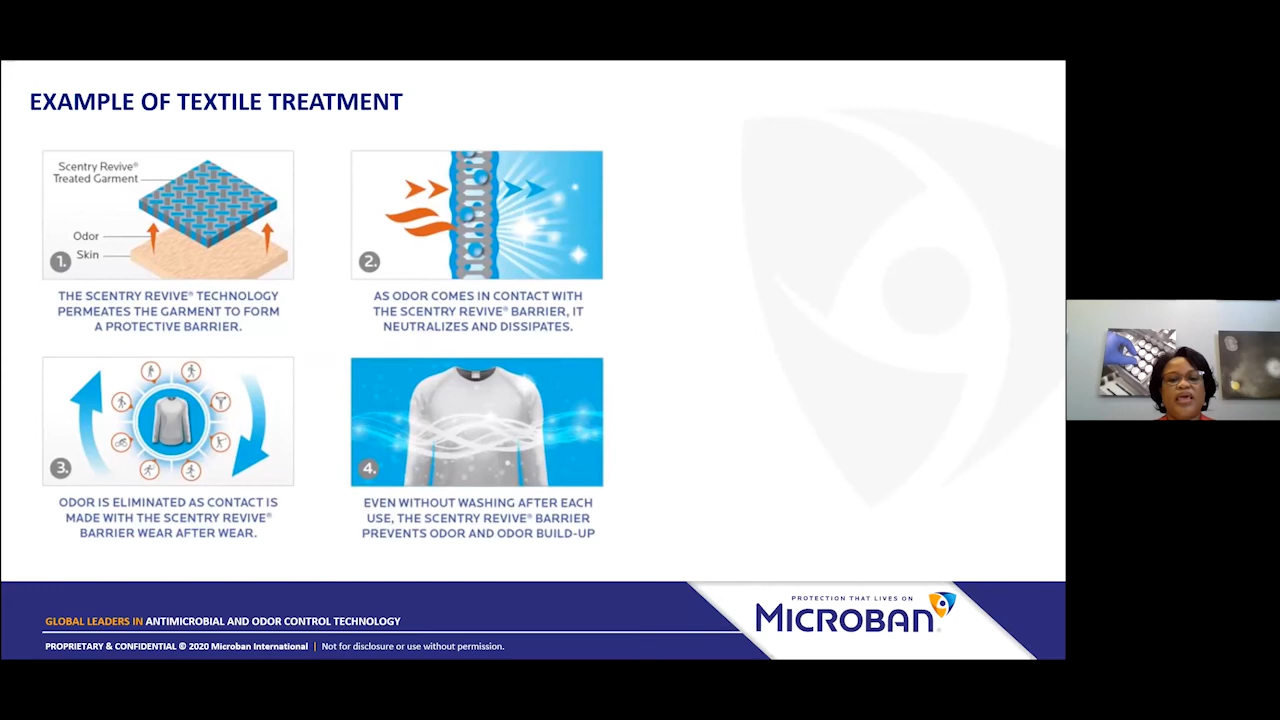 EXAMPLE OF TEXTILE TREATMENT
Scentry Revive®
Treated Garment
Odor
Skin
1.
THE SCENTRY REVIVE® TECHNOLOGY
PERMEATES THE GARMENT TO FORM
A PROTECTIVE BARRIER.
2.
AS ODOR COMES IN CONTACT WITH
THE SCENTRY REVIVE® BARRIER, IT
NEUTRALIZES AND DISSIPATES.
3.
ODOR IS ELIMINATED AS CONTACT IS
MADE WITH THE SCENTRY REVIVE®
BARRIER WEAR AFTER WEAR.
4.
EVEN WITHOUT WASHING AFTER EACH
USE, THE SCENTRY REVIVE® BARRIER
PREVENTS ODOR AND ODOR BUILD-UP
GLOBAL LEADERS IN ANTIMICROBIAL AND ODOR CONTROL TECHNOLOGY
PROPRIETARY & CONFIDENTIAL © 2020 Microban International | Not for disclosure or use without permission.
PROTECTION THAT LIVES ON
MICROBAN®